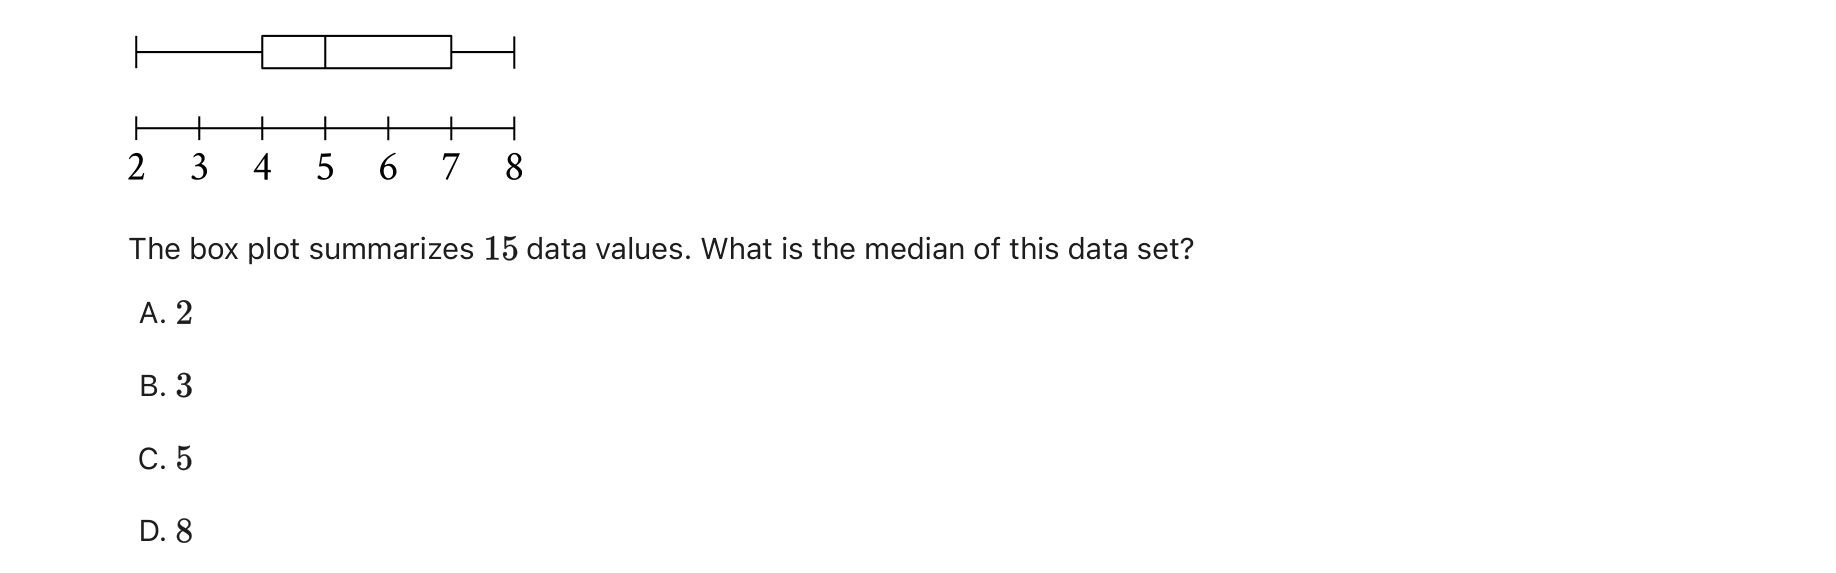 2 3 4 5 6 7 8
The box plot summarizes 15 data values. What is the median of this data set?
A. 2
B. 3
C. 5
D. 8